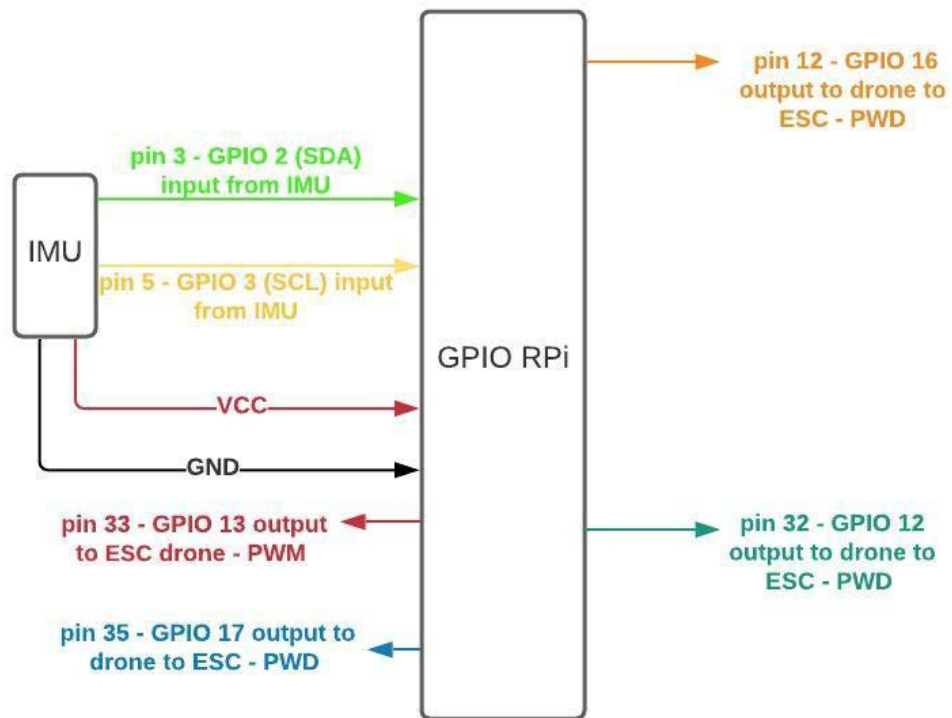 pin 12 - GPIO 16
output to drone to
ESC - PWD
pin 3 - GPIO 2 (SDA)
input from IMU
IMU
pin 5 - GPIO 3 (SCL) input
from IMU
GPIO RPi
VCC
GND
pin 33 - GPIO 13 output
to ESC drone - PWM
pin 32 - GPIO 12
output to drone to
ESC - PWD
pin 35 - GPIO 17 output to
drone to ESC - PWD